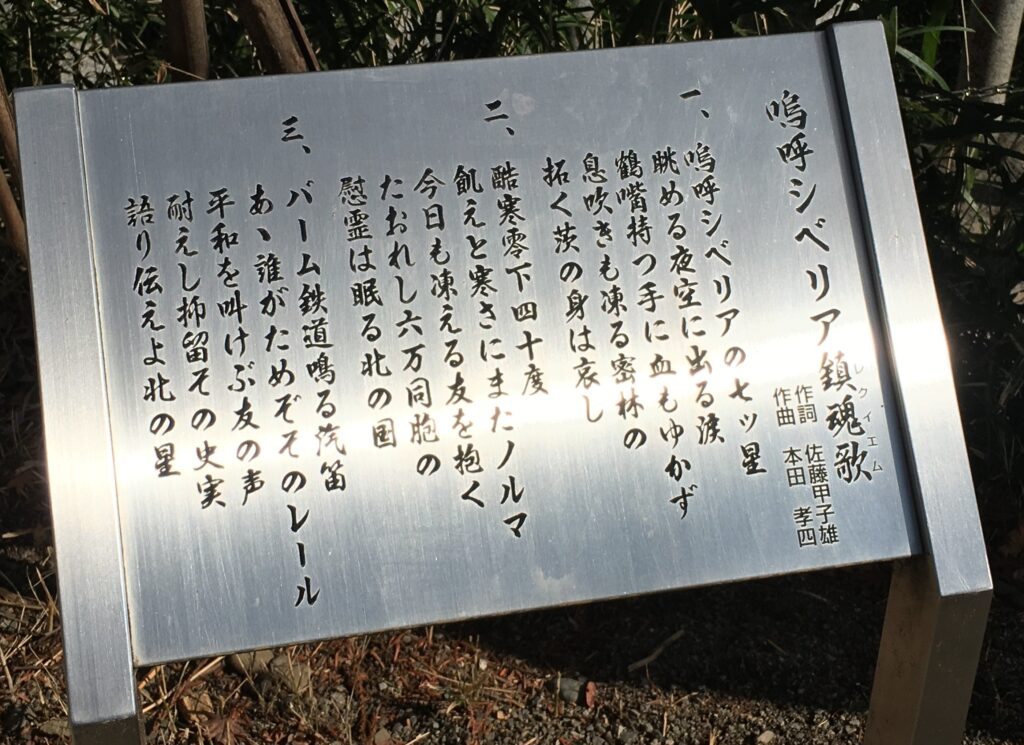 嗚呼シベリア鎮魂歌
レクイエム
作詞 佐藤甲子雄
作曲 本田 孝四
一、嗚呼シベリアの七ッ星
眺める夜空に出る涙
鶴嘴持つ手に血もゆかず
息吹きも凍る密林の
拓く茨の身は哀し
二、酷寒零下四十度
飢えと寒さにまたノルマ
今日も凍える友を抱く
たおれし六万同胞の
慰霊は眠る北の国
三、バーム鉄道鳴る汽笛
あゝ誰がためぞそのレール
平和を叫けぶ友の声
耐えし抑留その史実
語り伝えよ北の星